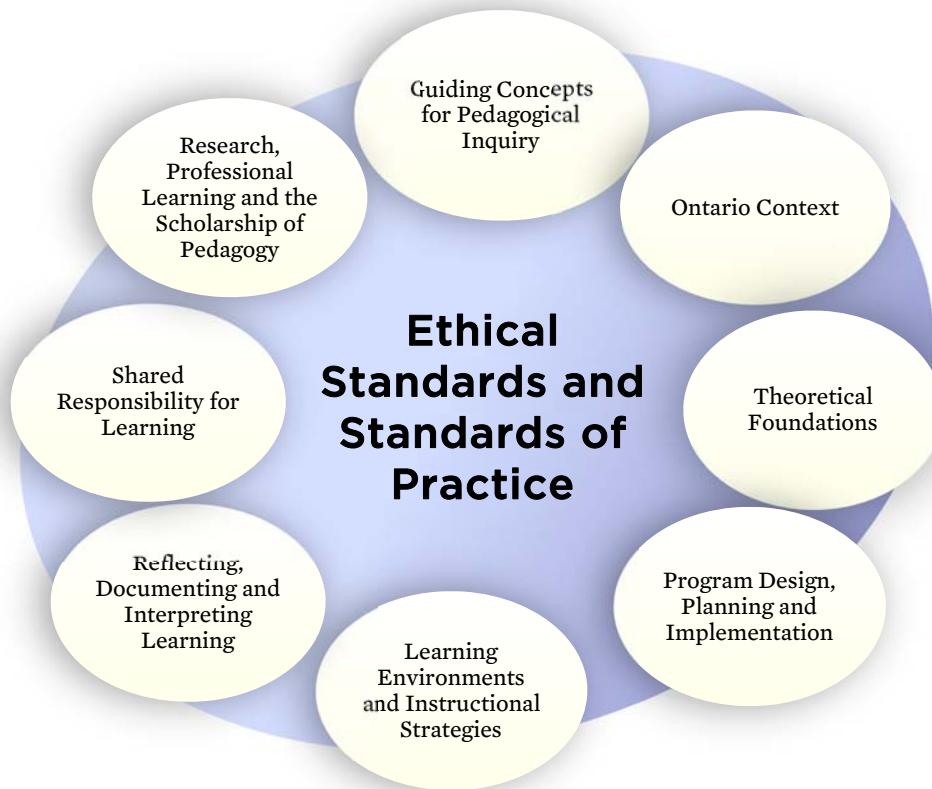 Guiding Concepts
for Pedagogical
Inquiry
Ontario Context
Theoretical
Foundations
Program Design,
Planning and
Implementation
Learning
Environments
and Instructional
Strategies
Reflecting,
Documenting and
Interpreting
Learning
Shared
Responsibility for
Learning
Research,
Professional
Learning and the
Scholarship of
Pedagogy
Ethical
Standards and
Standards of
Practice